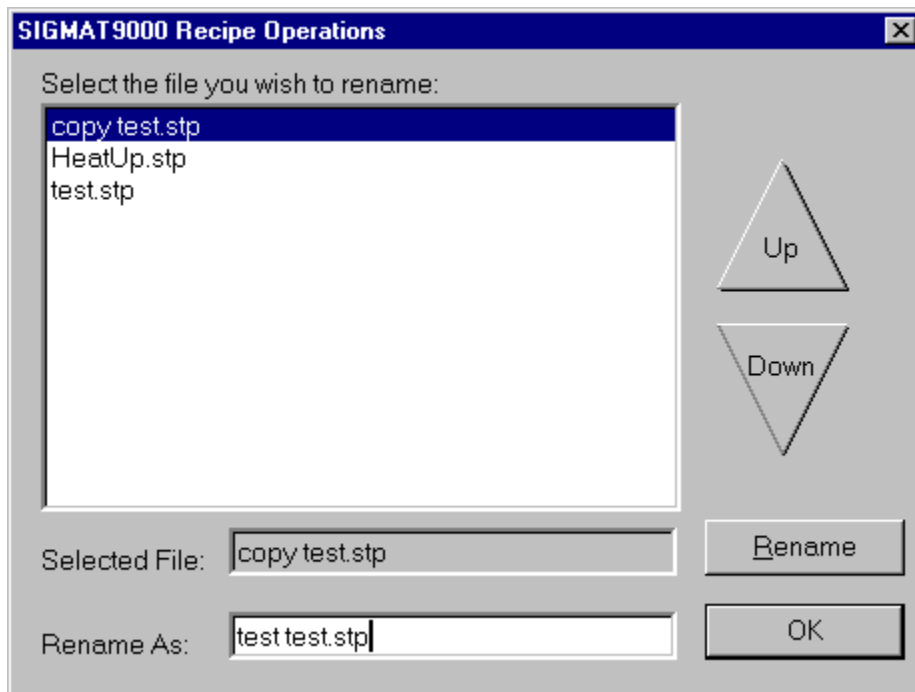 SIGMAT9000 Recipe Operations
Select the file you wish to rename:
copy test.stp
HeatUp.stp
test.stp
Up
Down
Selected File: copy test.stp
Rename
Rename As: test test.stp
OK